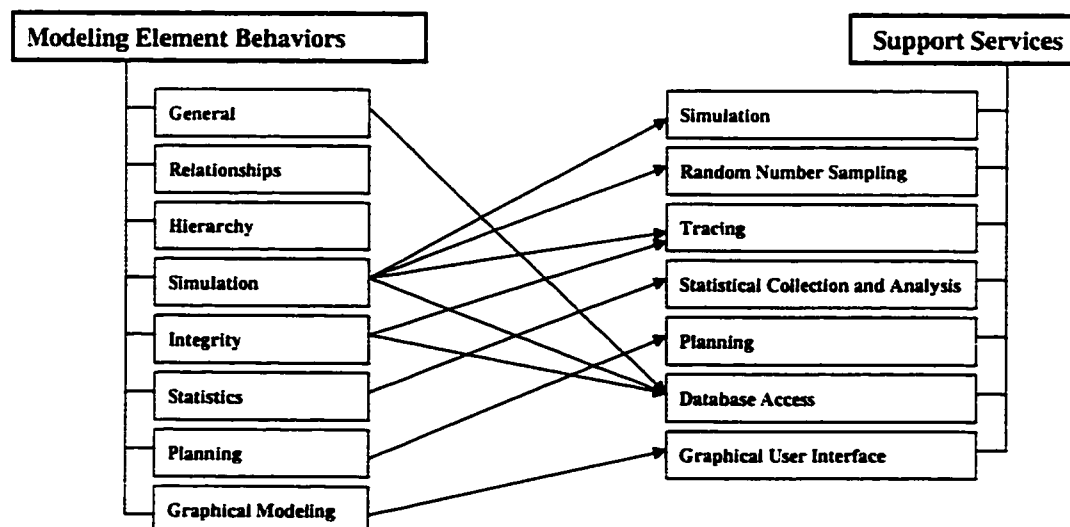 Modeling Element Behaviors
General
Relationships
Hierarchy
Simulation
Integrity
Statistics
Planning
Graphical Modeling
Support Services
Simulation
Random Number Sampling
Tracing
Statistical Collection and Analysis
Planning
Database Access
Graphical User Interface